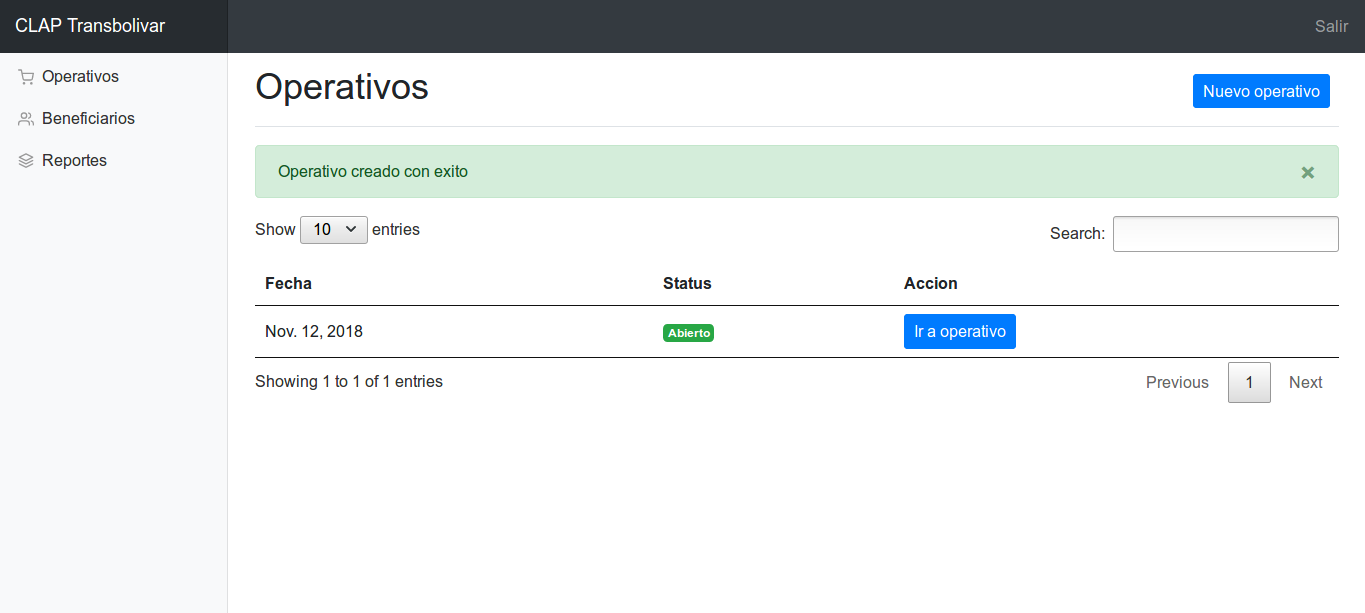 CLAP Transbolivar
Salir
Operativos
Beneficiarios
Reportes
Operativos
Nuevo operativo
Operativo creado con exito ×
Show 10 entries
Search:
Fecha Status Accion
Nov. 12, 2018 Abierto Ir a operativo
Showing 1 to 1 of 1 entries
Previous 1 Next